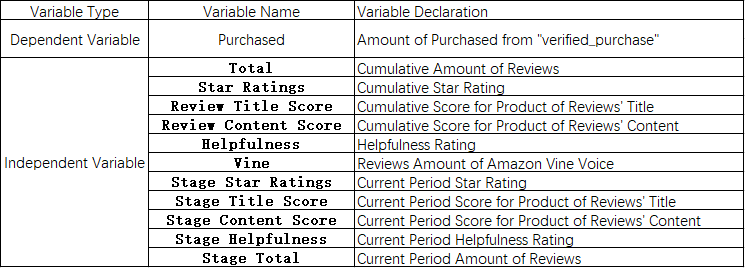 Variable Type Variable Name Variable Declaration
Dependent Variable Purchased Amount of Purchased from "verified_purchase"
Independent Variable
Total Cumulative Amount of Reviews
Star Ratings Cumulative Star Rating
Review Title Score Cumulative Score for Product of Reviews' Title
Review Content Score Cumulative Score for Product of Reviews' Content
Helpfulness Helpfulness Rating
Vine Reviews Amount of Amazon Vine Voice
Stage Star Ratings Current Period Star Rating
Stage Title Score Current Period Score for Product of Reviews' Title
Stage Content Score Current Period Score for Product of Reviews' Content
Stage Helpfulness Current Period Helpfulness Rating
Stage Total Current Period Amount of Reviews